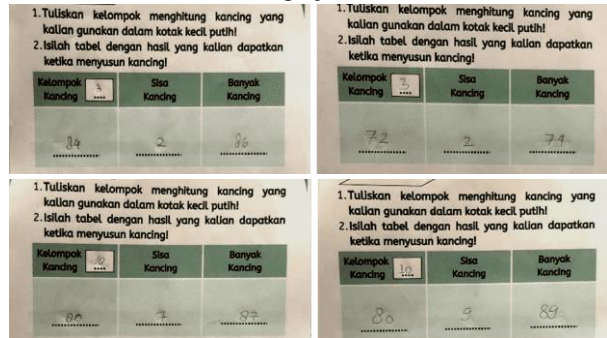 1.Tuliskan kelompok menghitung kancing yang
kalian gunakan dalam kotak kecil putih!
2.Isilah tabel dengan hasil yang kalian dapatkan
ketika menyusun kancing!
Kelompok Kancing 3 Sisa Kancing Banyak Kancing
84 2 86
1.Tuliskan kelompok menghitung kancing yang
kalian gunakan dalam kotak kecil putih!
2.Isilah tabel dengan hasil yang kalian dapatkan
ketika menyusun kancing!
Kelompok Kancing 3 Sisa Kancing Banyak Kancing
72 2 74
1.Tuliskan kelompok menghitung kancing yang
kalian gunakan dalam kotak kecil putih!
2.Isilah tabel dengan hasil yang kalian dapatkan
ketika menyusun kancing!
Kelompok Kancing 10 Sisa Kancing Banyak Kancing
80 7 87
1.Tuliskan kelompok menghitung kancing yang
kalian gunakan dalam kotak kecil putih!
2.Isilah tabel dengan hasil yang kalian dapatkan
ketika menyusun kancing!
Kelompok Kancing 10 Sisa Kancing Banyak Kancing
80 9 89